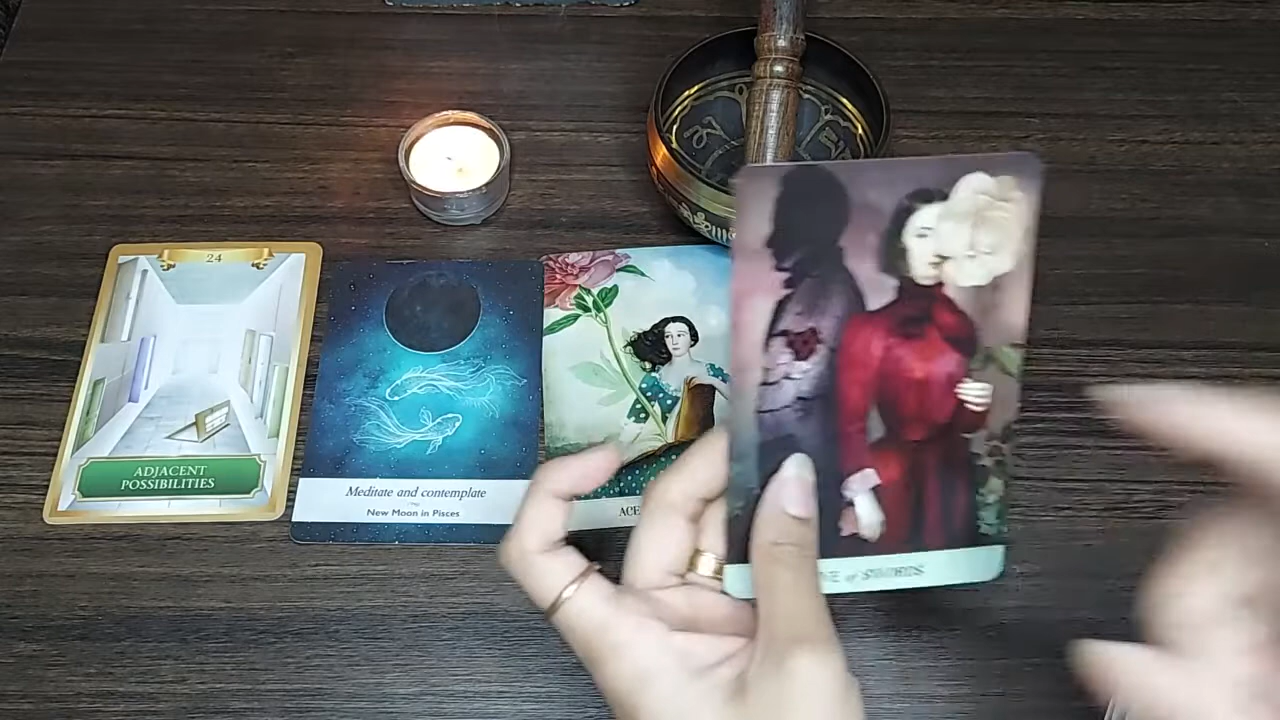 24
ADJACENT
POSSIBILITIES
Meditate and contemplate
New Moon in Pisces
ACE
of SWORDS